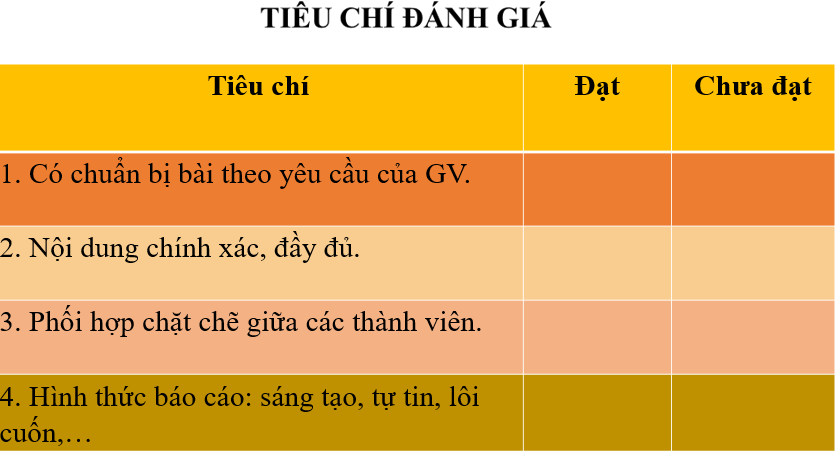 TIÊU CHÍ ĐÁNH GIÁ
Tiêu chí Đạt Chưa đạt
1. Có chuẩn bị bài theo yêu cầu của GV.
2. Nội dung chính xác, đầy đủ.
3. Phối hợp chặt chẽ giữa các thành viên.
4. Hình thức báo cáo: sáng tạo, tự tin, lôi
cuốn,…